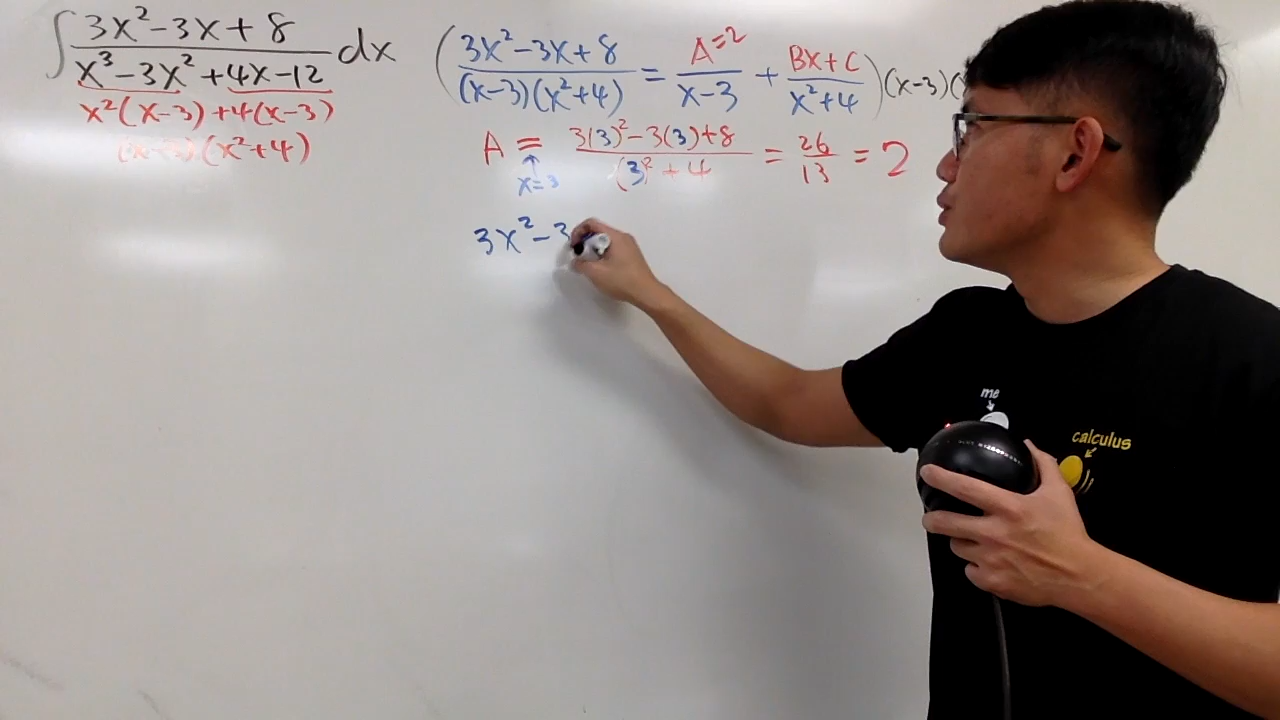 ∫ (3x² - 3x + 8)/(x³ - 3x² + 4x - 12) dx
x²(x-3) + 4(x-3)
(x-3)(x²+4)
( (3x² - 3x + 8)/((x-3)(x²+4)) = A=2/(x-3) + (Bx+C)/(x²+4) ) (x-3)(
A = (3(3)² - 3(3) + 8)/((3)² + 4) = 26/13 = 2
↑
x=3
3x² - 3
me
calculus